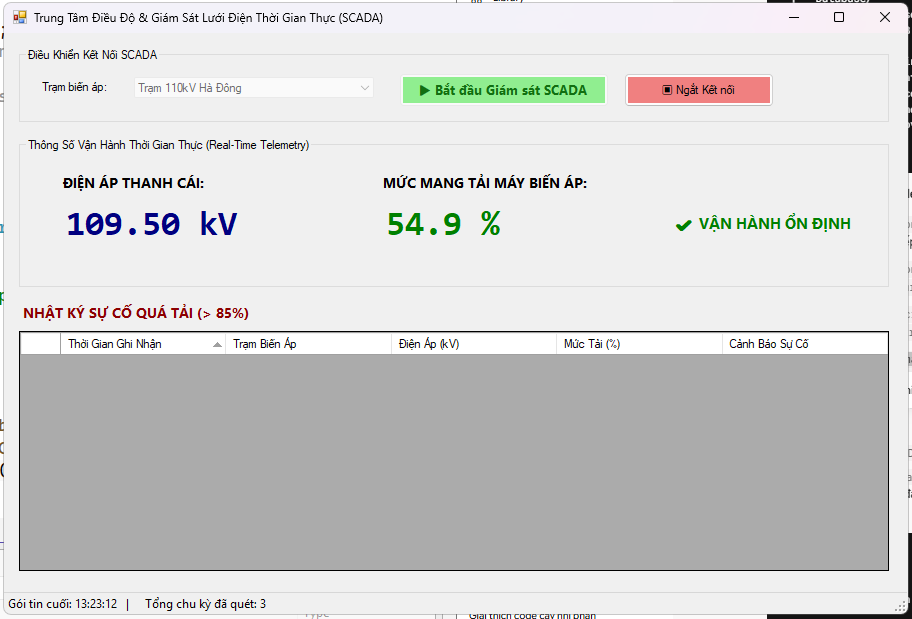 Trung Tâm Điều Độ & Giám Sát Lưới Điện Thời Gian Thực (SCADA)
Điều Khiển Kết Nối SCADA
Trạm biến áp:
Trạm 110kV Hà Đông
▶ Bắt đầu Giám sát SCADA
▣ Ngắt Kết nối
Thông Số Vận Hành Thời Gian Thực (Real-Time Telemetry)
ĐIỆN ÁP THANH CÁI:
MỨC MANG TẢI MÁY BIẾN ÁP:
109.50 kV
54.9 %
✔ VẬN HÀNH ỔN ĐỊNH
NHẬT KÝ SỰ CỐ QUÁ TẢI (> 85%)
Thời Gian Ghi Nhận
Trạm Biến Áp
Điện Áp (kV)
Mức Tải (%)
Cảnh Báo Sự Cố
Gói tin cuối: 13:23:12 | Tổng chu kỳ đã quét: 3